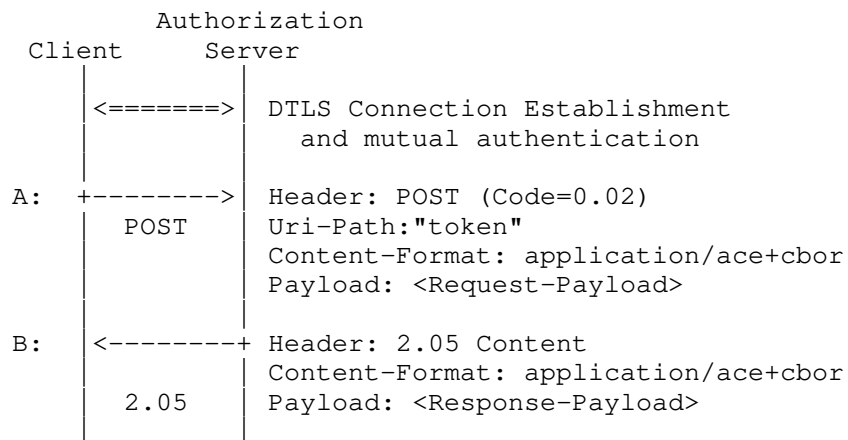 Authorization
Client Server
<=======> DTLS Connection Establishment
and mutual authentication
A: +--------> Header: POST (Code=0.02)
POST Uri-Path:"token"
Content-Format: application/ace+cbor
Payload: <Request-Payload>
B: <--------+ Header: 2.05 Content
Content-Format: application/ace+cbor
2.05 Payload: <Response-Payload>